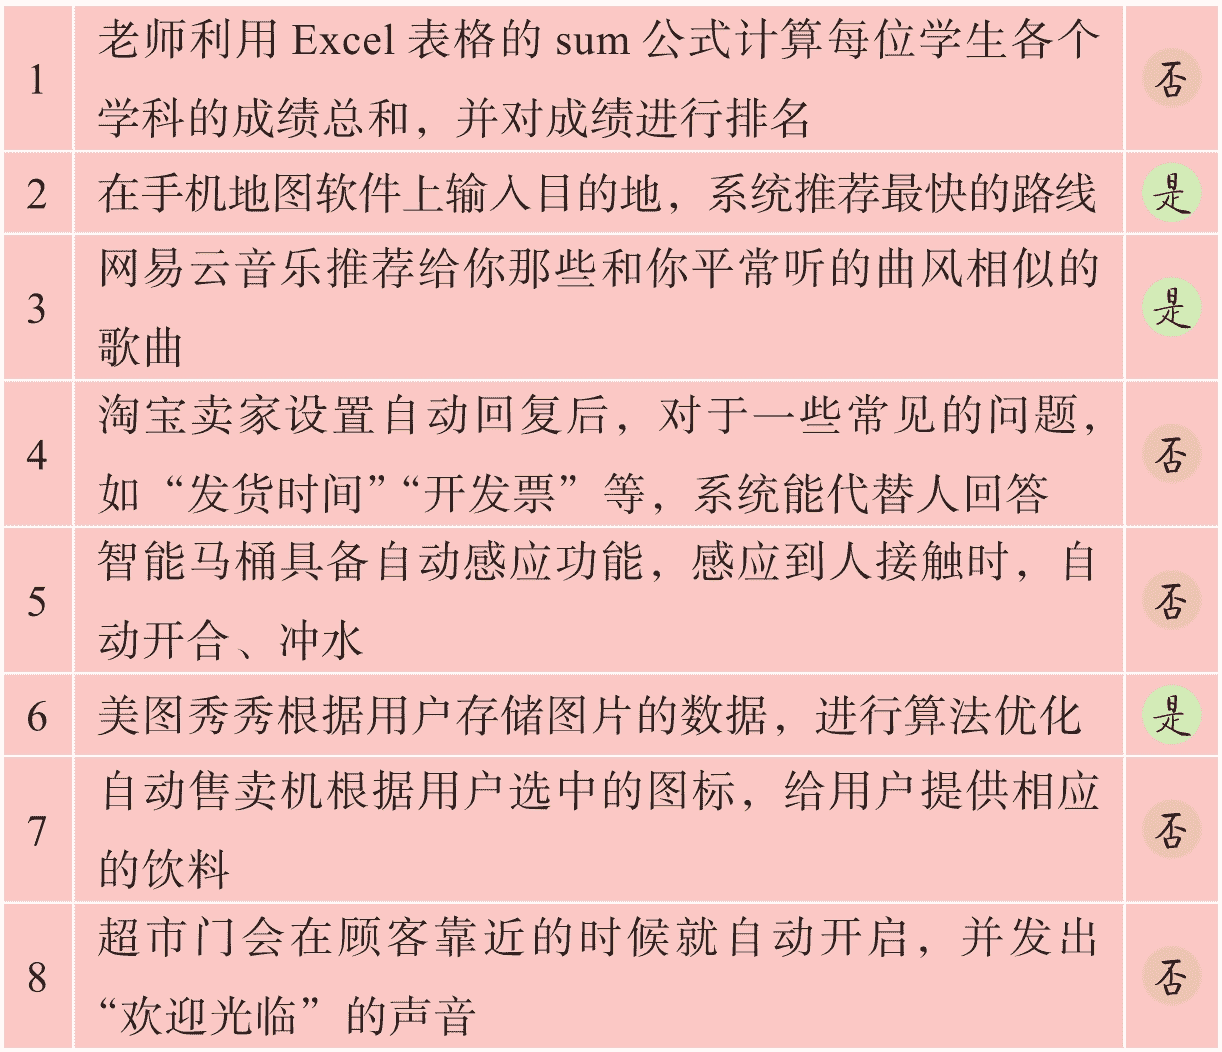 1
老师利用 Excel 表格的 sum 公式计算每位学生各个
学科的成绩总和，并对成绩进行排名
否
2
在手机地图软件上输入目的地，系统推荐最快的路线
是
3
网易云音乐推荐给你那些和你平常听的曲风相似的
歌曲
是
4
淘宝卖家设置自动回复后，对于一些常见的问题，
如“发货时间”“开发票”等，系统能代替人回答
否
5
智能马桶具备自动感应功能，感应到人接触时，自
动开合、冲水
否
6
美图秀秀根据用户存储图片的数据，进行算法优化
是
7
自动售卖机根据用户选中的图标，给用户提供相应
的饮料
否
8
超市门会在顾客靠近的时候就自动开启，并发出
“欢迎光临”的声音
否